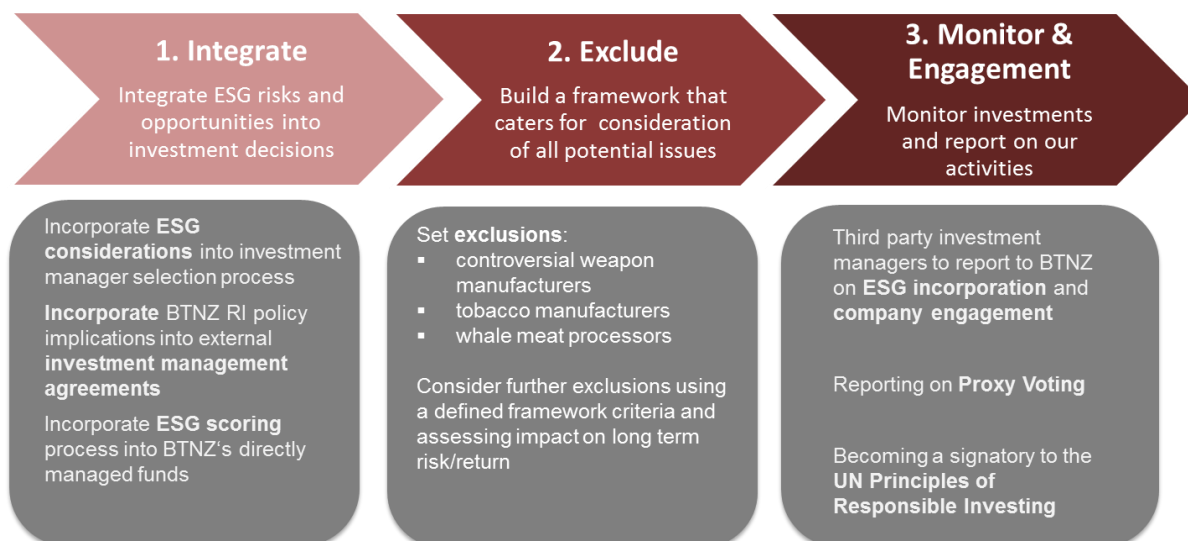 1. Integrate
Integrate ESG risks and
opportunities into
investment decisions
2. Exclude
Build a framework that
caters for consideration
of all potential issues
3. Monitor &
Engagement
Monitor investments
and report on our
activities
Incorporate ESG
considerations into investment
manager selection process
Incorporate BTNZ RI policy
implications into external
investment management
agreements
Incorporate ESG scoring
process into BTNZ‘s directly
managed funds
Set exclusions:
▪ controversial weapon
manufacturers
▪ tobacco manufacturers
▪ whale meat processors
Consider further exclusions using
a defined framework criteria and
assessing impact on long term
risk/return
Third party investment
managers to report to BTNZ
on ESG incorporation and
company engagement
Reporting on Proxy Voting
Becoming a signatory to the
UN Principles of
Responsible Investing